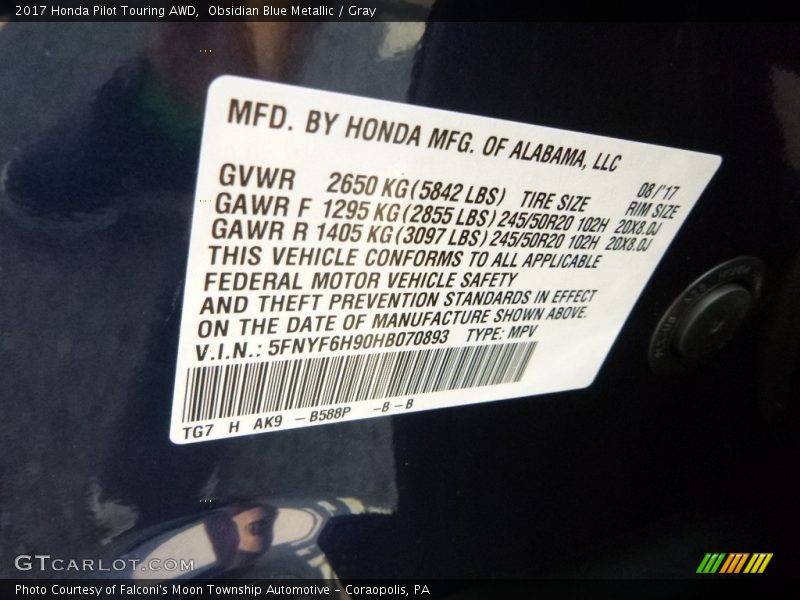 2017 Honda Pilot Touring AWD, Obsidian Blue Metallic / Gray
MFD. BY HONDA MFG. OF ALABAMA, LLC
08/'17
GVWR 2650 KG (5842 LBS) TIRE SIZE RIM SIZE
GAWR F 1295 KG (2855 LBS) 245/50R20 102H 20X8.0J
GAWR R 1405 KG (3097 LBS) 245/50R20 102H 20X8.0J
THIS VEHICLE CONFORMS TO ALL APPLICABLE
FEDERAL MOTOR VEHICLE SAFETY
AND THEFT PREVENTION STANDARDS IN EFFECT
ON THE DATE OF MANUFACTURE SHOWN ABOVE.
V.I.N.: 5FNYF6H90HB070893 TYPE: MPV
TG7 H AK9 -B588P -B-B
GTCARLOT.COM
Photo Courtesy of Falconi's Moon Township Automotive - Coraopolis, PA